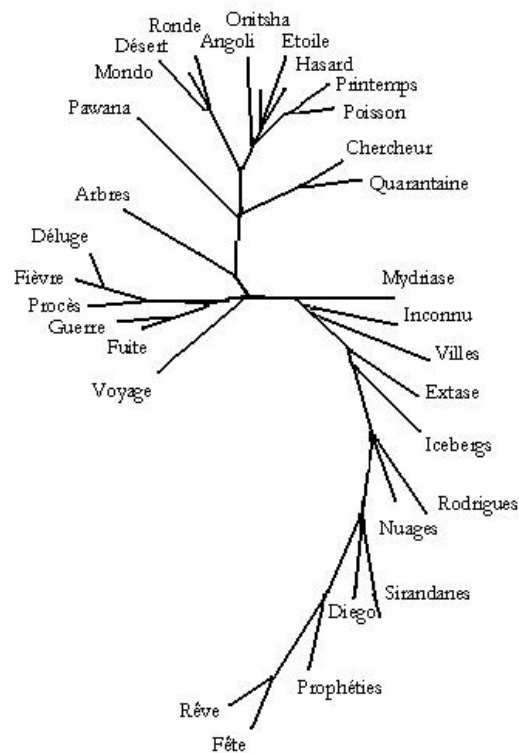 Onitsha
Ronde
Angoli
Etoile
Désert
Hasard
Mondo
Printemps
Pawana
Poisson
Chercheur
Quarantaine
Arbres
Déluge
Fièvre
Mydriase
Procès
Inconnu
Guerre
Fuite
Villes
Voyage
Extase
Icebergs
Rodrigues
Nuages
Sirandanes
Diego
Prophéties
Rêve
Fête